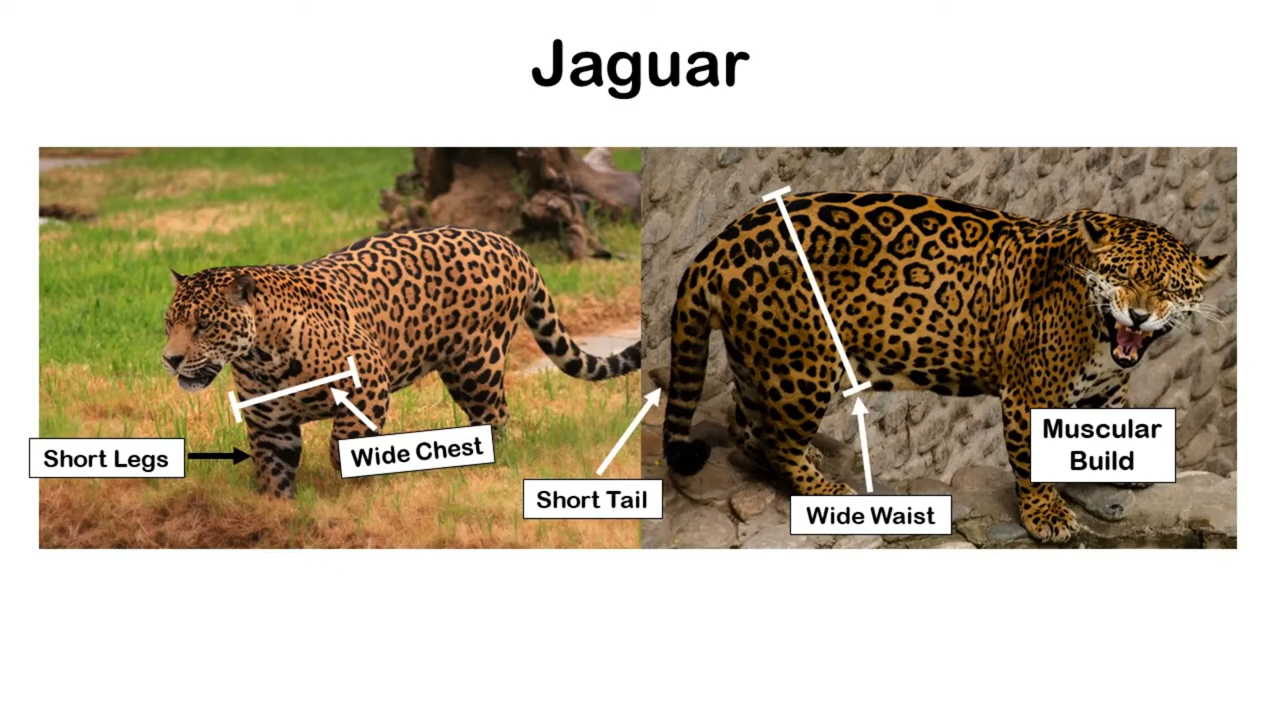 Jaguar
Short Legs
Wide Chest
Short Tail
Wide Waist
Muscular
Build